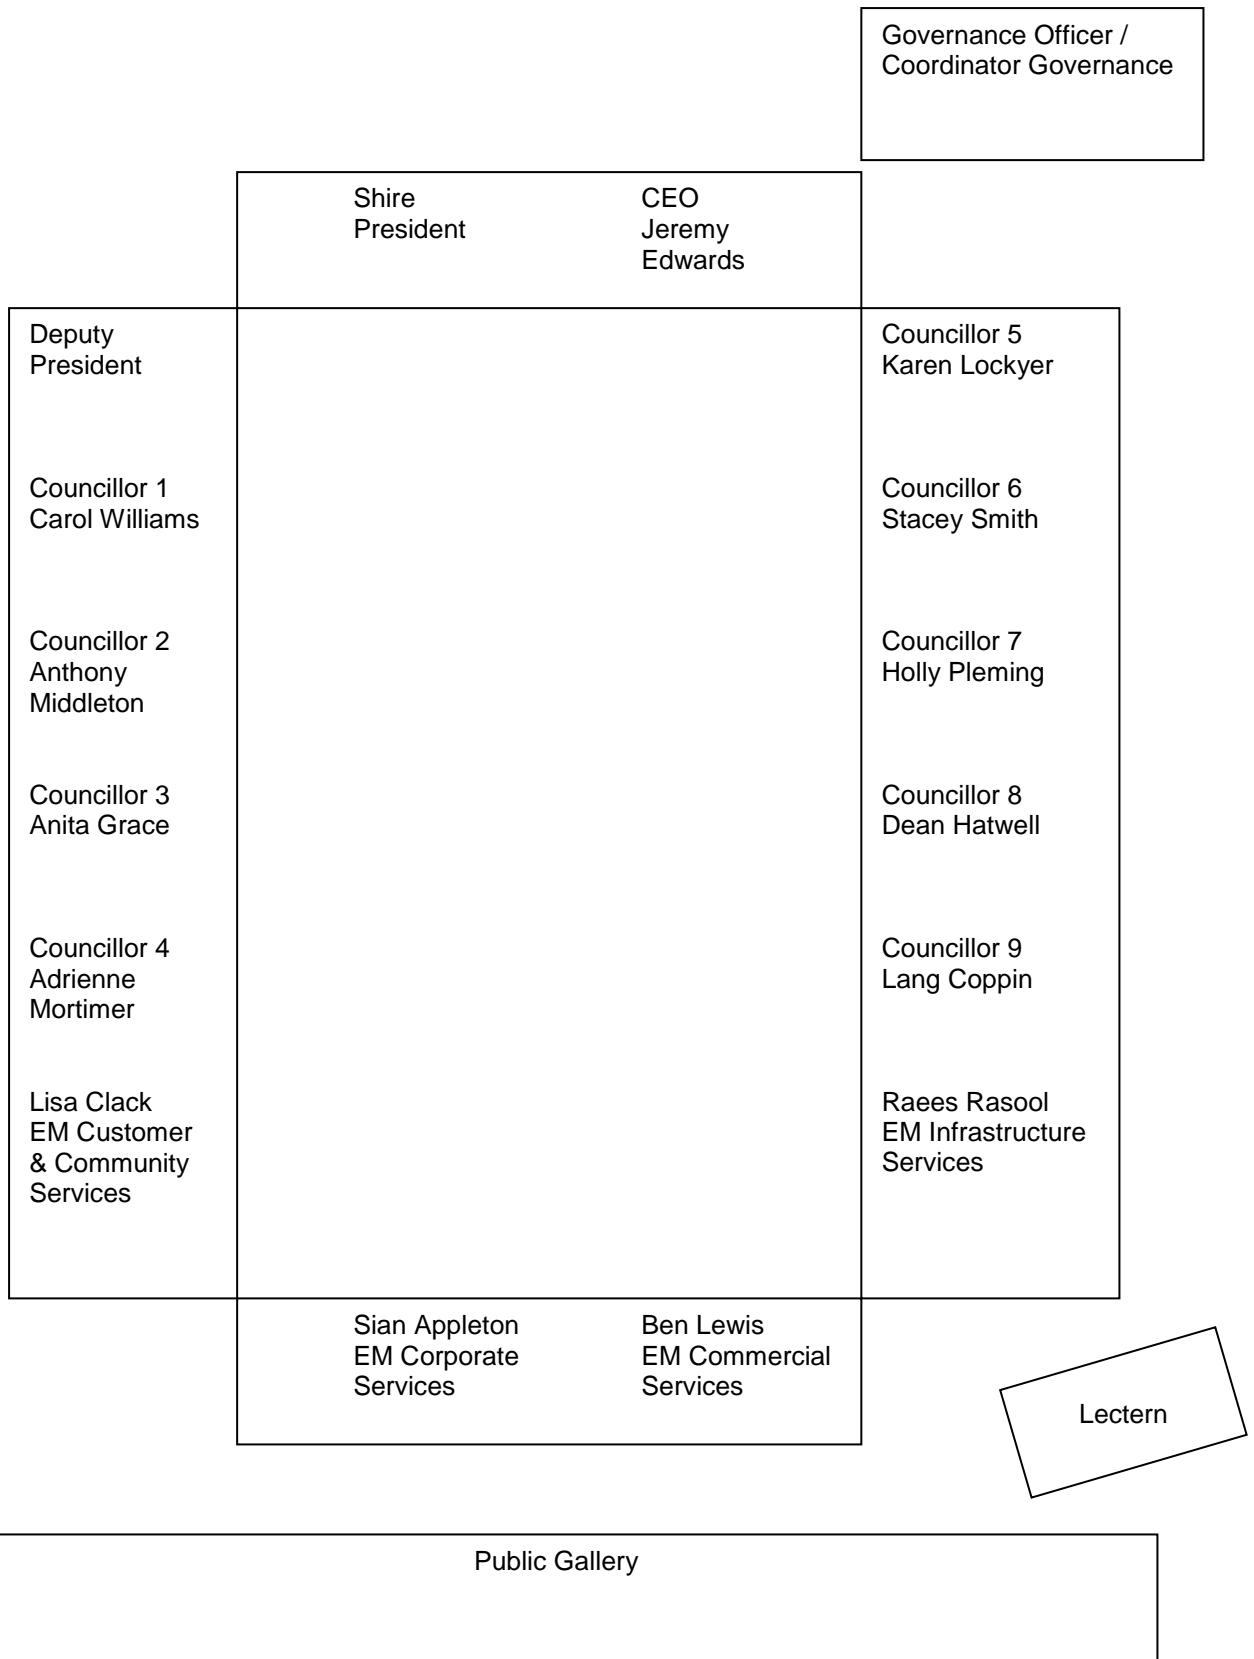 Governance Officer /
Coordinator Governance
Shire
President
CEO
Jeremy
Edwards
Deputy
President
Councillor 1
Carol Williams
Councillor 2
Anthony
Middleton
Councillor 3
Anita Grace
Councillor 4
Adrienne
Mortimer
Lisa Clack
EM Customer
& Community
Services
Councillor 5
Karen Lockyer
Councillor 6
Stacey Smith
Councillor 7
Holly Pleming
Councillor 8
Dean Hatwell
Councillor 9
Lang Coppin
Raees Rasool
EM Infrastructure
Services
Sian Appleton
EM Corporate
Services
Ben Lewis
EM Commercial
Services
Lectern
Public Gallery